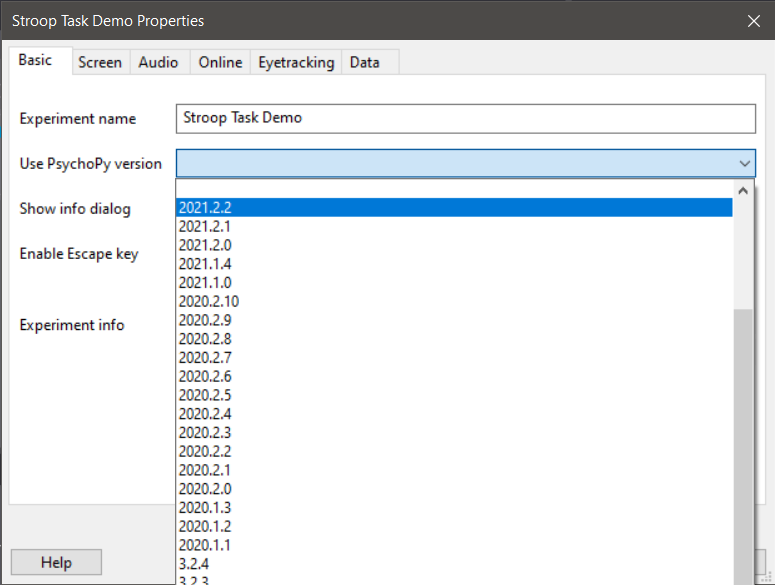 Stroop Task Demo Properties
Basic Screen Audio Online Eyetracking Data
Experiment name Stroop Task Demo
Use PsychoPy version
Show info dialog
2021.2.2
2021.2.1
2021.2.0
Enable Escape key
2021.1.4
2021.1.0
2020.2.10
2020.2.9
Experiment info
2020.2.8
2020.2.7
2020.2.6
2020.2.5
2020.2.4
2020.2.3
2020.2.2
2020.2.1
2020.2.0
2020.1.3
2020.1.2
2020.1.1
Help
3.2.4
3.2.3